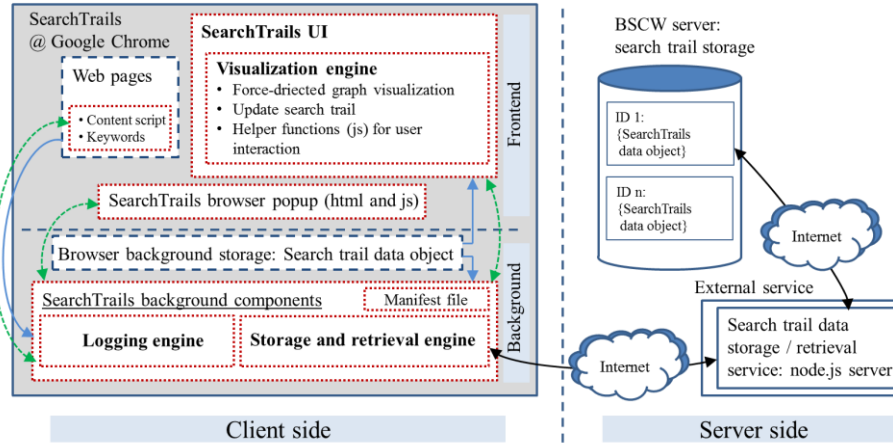 SearchTrails
@ Google Chrome
Web pages
• Content script
• Keywords
SearchTrails UI
Visualization engine
• Force-driected graph visualization
• Update search trail
• Helper functions (js) for user
interaction
Frontend
SearchTrails browser popup (html and js)
Browser background storage: Search trail data object
SearchTrails background components
Manifest file
Logging engine
Storage and retrieval engine
Background
Client side
BSCW server:
search trail storage
ID 1:
{SearchTrails
data object}
ID n:
{SearchTrails
data object}
Internet
External service
Search trail data
storage / retrieval
service: node.js server
Internet
Server side